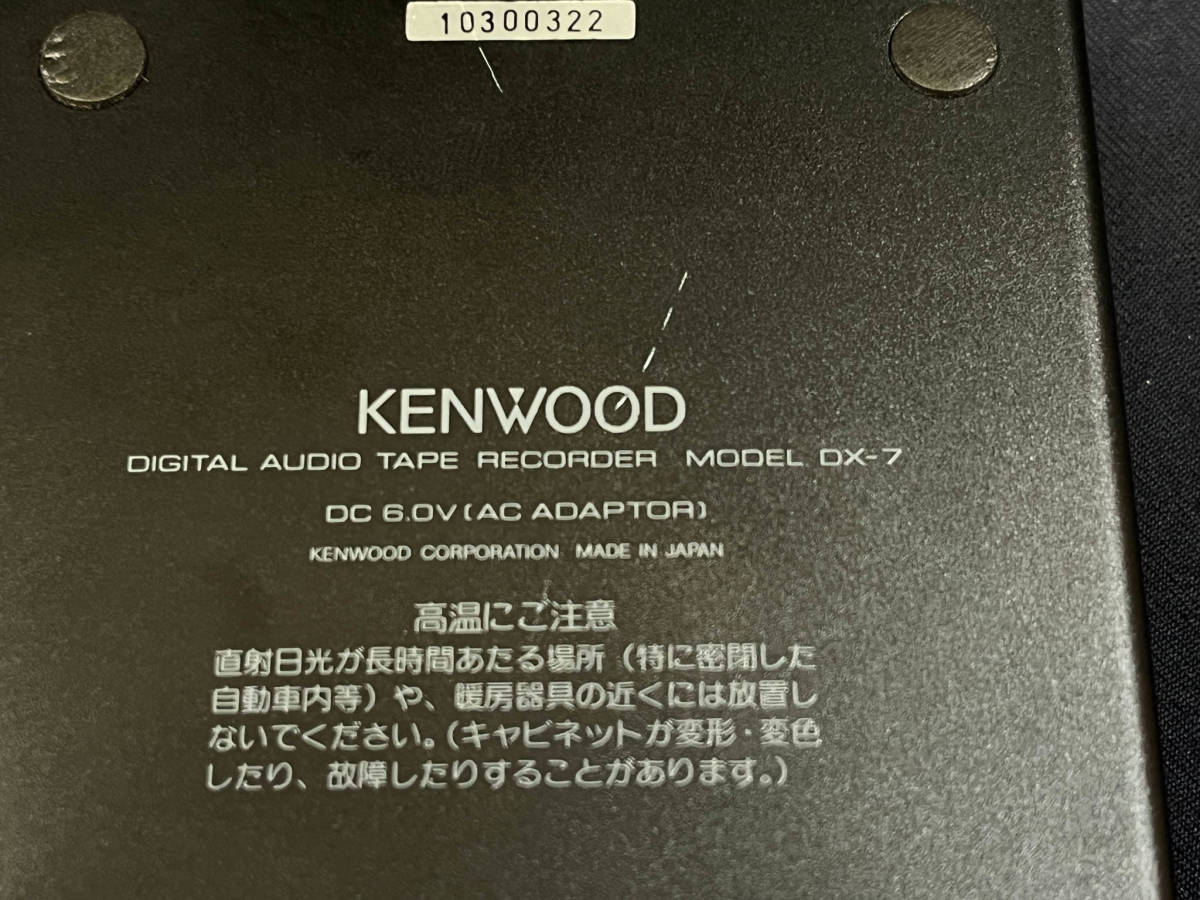 10300322
KENWOOD
DIGITAL AUDIO TAPE RECORDER MODEL DX-7
DC 6.0V (AC ADAPTOR)
KENWOOD CORPORATION MADE IN JAPAN
高温にご注意
直射日光が長時間あたる場所（特に密閉した
自動車内等）や、暖房器具の近くには放置し
ないでください。（キャビネットが変形・変色
したり、故障したりすることがあります。）